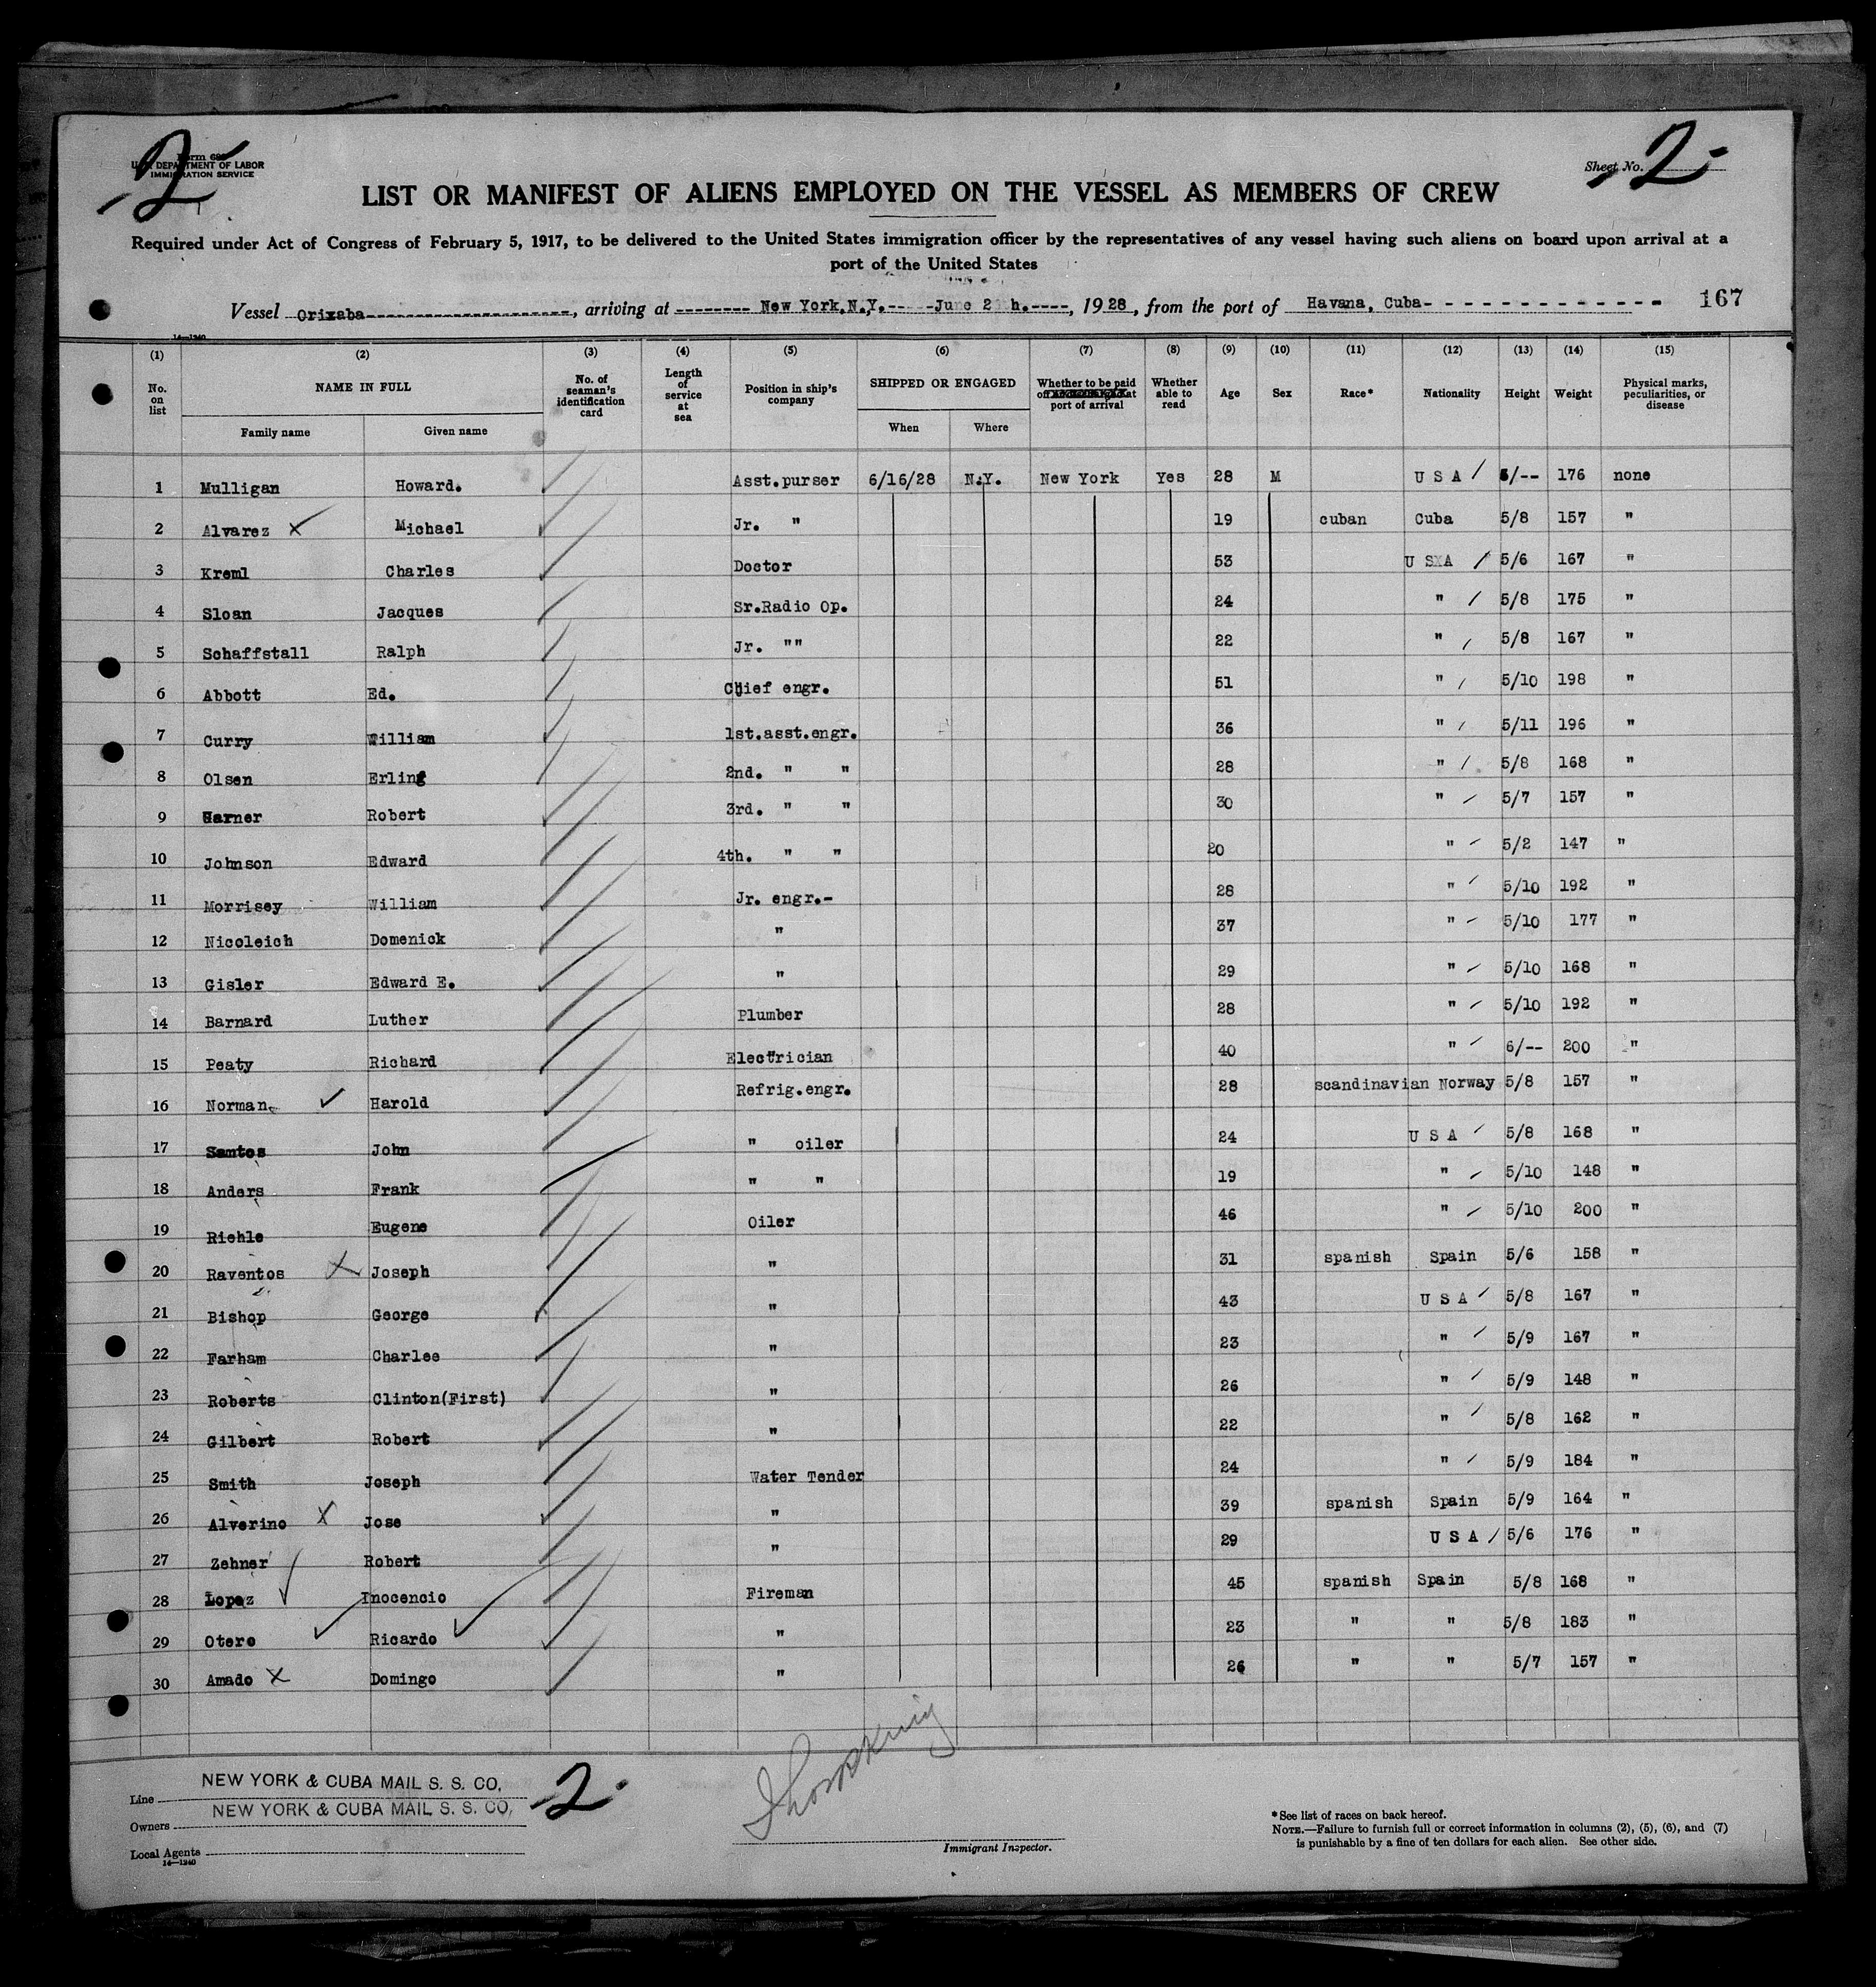 2
Form 689
U. S. DEPARTMENT OF LABOR
IMMIGRATION SERVICE
Sheet No. 2
LIST OR MANIFEST OF ALIENS EMPLOYED ON THE VESSEL AS MEMBERS OF CREW
Required under Act of Congress of February 5, 1917, to be delivered to the United States immigration officer by the representatives of any vessel having such aliens on board upon arrival at a
port of the United States
Vessel Orizaba, arriving at New York, N.Y. June 2 h., 1928, from the port of Havana, Cuba 167
14—1240
(1) (2) (3) (4) (5) (6) (7) (8) (9) (10) (11) (12) (13) (14) (15)
No. on list NAME IN FULL No. of seaman's identification card Length of service at sea Position in ship's company SHIPPED OR ENGAGED Whether to be paid off at port of arrival Whether able to read Age Sex Race* Nationality Height Weight Physical marks, peculiarities, or disease
Family name Given name When Where
1 Mulligan Howard. Asst.purser 6/16/28 N.Y. New York Yes 28 M U S A /-- 176 none
2 Alvarez X Michael Jr. " 19 cuban Cuba 5/8 157 "
3 Kreml Charles Doctor 53 U SXA 5/6 167 "
4 Sloan Jacques Sr.Radio Op. 24 " 5/8 175 "
5 Schaffstall Ralph Jr. "" 22 " 5/8 167 "
6 Abbott Ed. Chief engr. 51 " 5/10 198 "
7 Curry William 1st.asst.engr. 36 " 5/11 196 "
8 Olsen Erling 2nd. " " 28 " 5/8 168 "
9 Robert 3rd. " " 30 " 5/7 157 "
10 Johnson Edward 4th. " " 20 " 5/2 147 "
11 Morrisey William Jr. engr.- 28 " 5/10 192 "
12 Nicoleich Domenick " 37 " 5/10 177 "
13 Gisler Edward E. " 29 " 5/10 168 "
14 Barnard Luther Plumber 28 " 5/10 192 "
15 Peaty Richard Electrician 40 " 6/-- 200 "
16 Norman Harold Refrig.engr. 28 scandinavian Norway 5/8 157 "
17 Santos John " oiler 24 U S A 5/8 168 "
18 Anders Frank " " 19 " 5/10 148 "
19 Riehle Eugene Oiler 46 " 5/10 200 "
20 Raventos X Joseph " 31 spanish Spain 5/6 158 "
21 Bishop George " 43 U S A 5/8 167 "
22 Farham Charlee " 23 " 5/9 167 "
23 Roberts Clinton(First) " 26 " 5/9 148 "
24 Gilbert Robert " 22 " 5/8 162 "
25 Smith Joseph Water Tender 24 " 5/9 184 "
26 Alverino X Jose " 39 spanish Spain 5/9 164 "
27 Zehner Robert " 29 U S A 5/6 176 "
28 Lopez Inocencio Fireman 45 spanish Spain 5/8 168 "
29 Otero Ricardo " 23 " " 5/8 183 "
30 Amado X Domingo " 26 " " 5/7 157 "
Line NEW YORK & CUBA MAIL S. S. CO. 2
Owners NEW YORK & CUBA MAIL S. S. CO.
Local Agents
14—1240
Immigrant Inspector.
*See list of races on back hereof.
NOTE.—Failure to furnish full or correct information in columns (2), (5), (6), and (7)
is punishable by a fine of ten dollars for each alien. See other side.